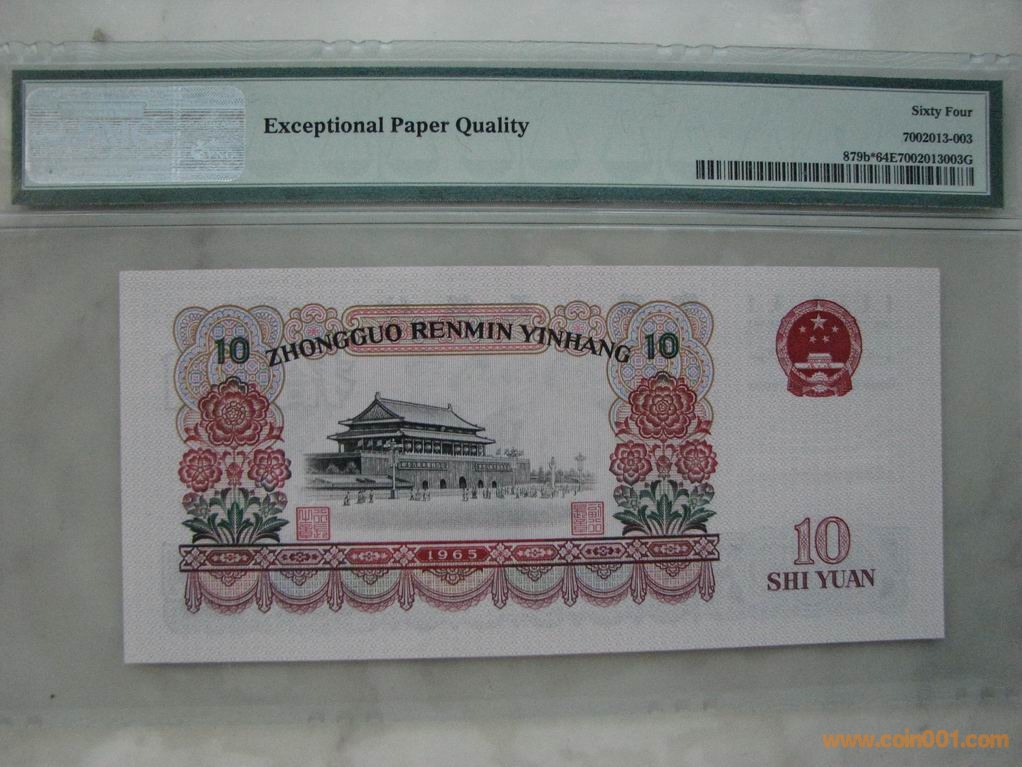 Exceptional Paper Quality
Sixty Four
7002013-003
879b*64E7002013003G
10 ZHONGGUO RENMIN YINHANG 10
1965
10
SHI YUAN
www.coin001.com